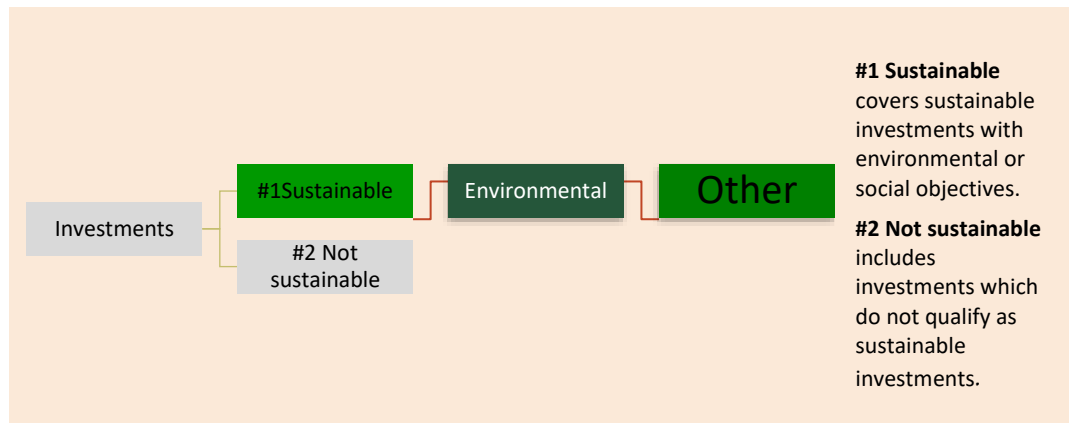 Investments
#1Sustainable
#2 Not
sustainable
Environmental
Other
#1 Sustainable
covers sustainable
investments with
environmental or
social objectives.
#2 Not sustainable
includes
investments which
do not qualify as
sustainable
investments.